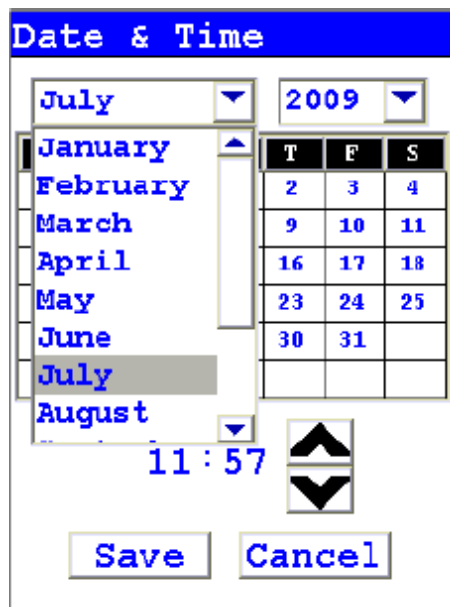 Date & Time
July 2009
January
February
March
April
May
June
July
August
T F S
2 3 4
9 10 11
16 17 18
23 24 25
30 31
11:57
Save Cancel